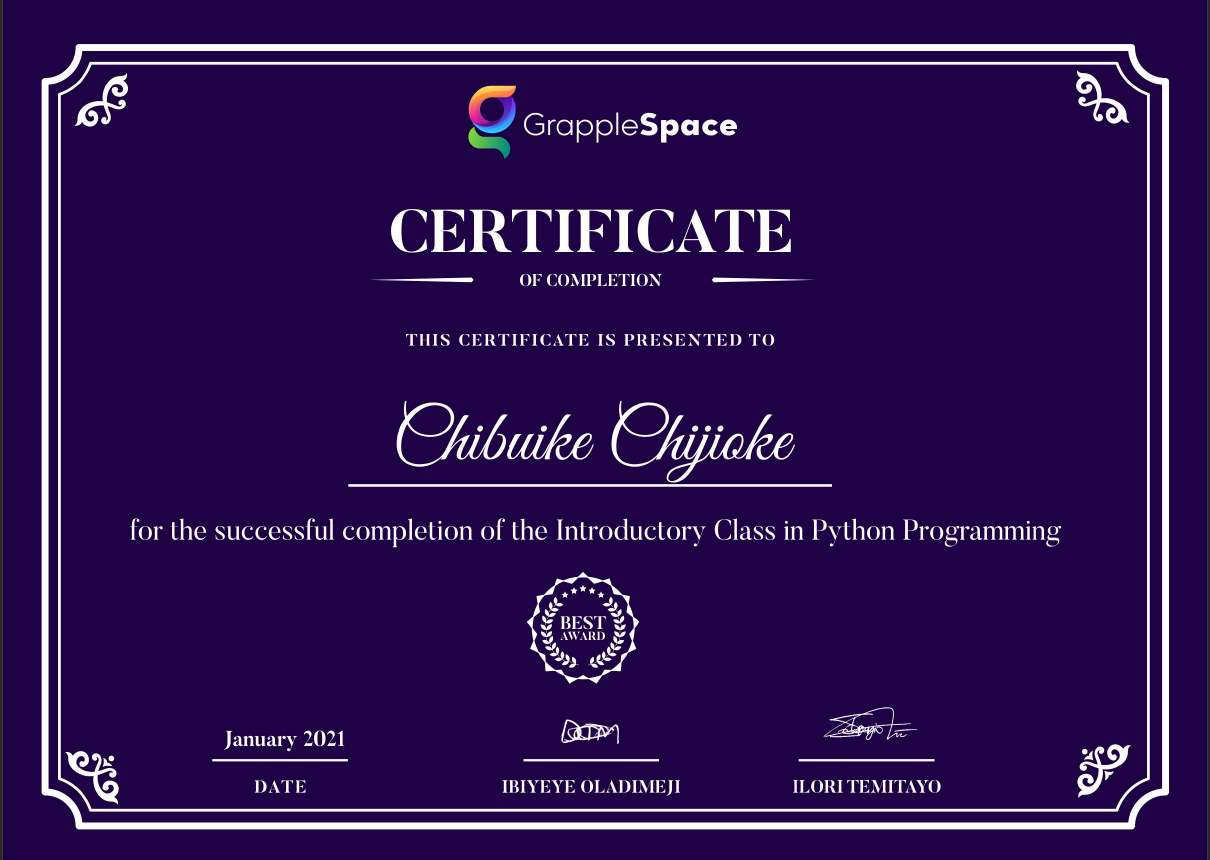 GrappleSpace
CERTIFICATE
OF COMPLETION
THIS CERTIFICATE IS PRESENTED TO
Chibuike Chijioke
for the successful completion of the Introductory Class in Python Programming
BEST
AWARD
January 2021
DATE
IBIYEYE OLADIMEJI
ILORI TEMITAYO